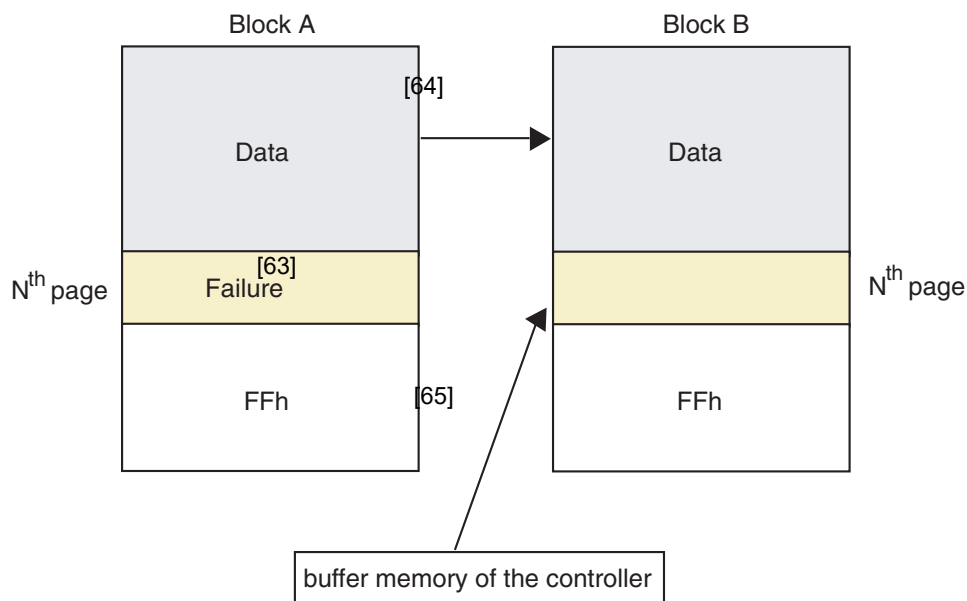 Block A
Block B
[64]
Data
Data
[63]
Failure
Nth page
Nth page
FFh
[65]
FFh
buffer memory of the controller